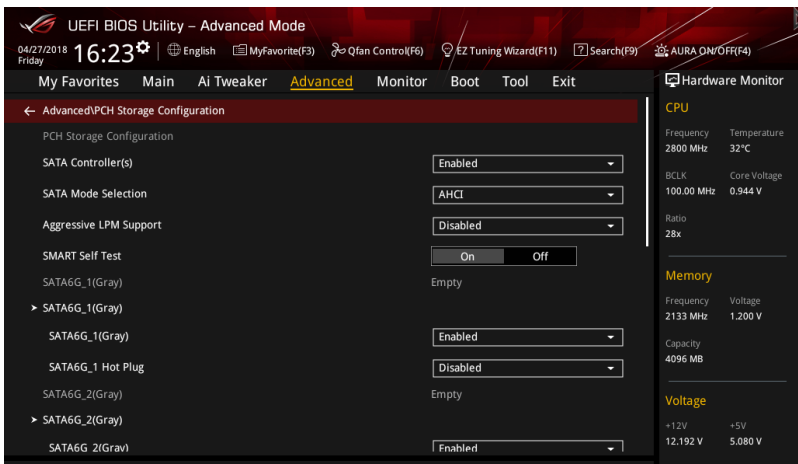 UEFI BIOS Utility – Advanced Mode
04/27/2018 Friday 16:23 English MyFavorite(F3) Qfan Control(F6) EZ Tuning Wizard(F11) ? Search(F9) AURA ON/OFF(F4)
My Favorites Main Ai Tweaker Advanced Monitor Boot Tool Exit
← Advanced\PCH Storage Configuration
PCH Storage Configuration
SATA Controller(s) Enabled
SATA Mode Selection AHCI
Aggressive LPM Support Disabled
SMART Self Test On Off
SATA6G_1(Gray) Empty
➤ SATA6G_1(Gray)
SATA6G_1(Gray) Enabled
SATA6G_1 Hot Plug Disabled
SATA6G_2(Gray) Empty
➤ SATA6G_2(Gray)
SATA6G_2(Gray) Enabled
Hardware Monitor
CPU
Frequency Temperature
2800 MHz 32°C
BCLK Core Voltage
100.00 MHz 0.944 V
Ratio
28x
Memory
Frequency Voltage
2133 MHz 1.200 V
Capacity
4096 MB
Voltage
+12V +5V
12.192 V 5.080 V